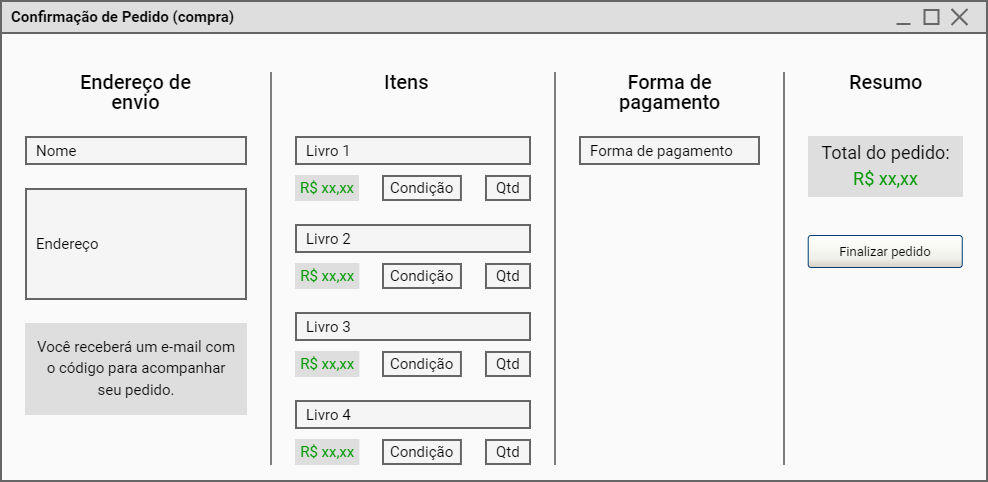 Confirmação de Pedido (compra)
Endereço de
envio
Nome
Endereço
Você receberá um e-mail com
o código para acompanhar
seu pedido.
Itens
Livro 1
R$ xx,xx Condição Qtd
Livro 2
R$ xx,xx Condição Qtd
Livro 3
R$ xx,xx Condição Qtd
Livro 4
R$ xx,xx Condição Qtd
Forma de
pagamento
Forma de pagamento
Resumo
Total do pedido:
R$ xx,xx
Finalizar pedido